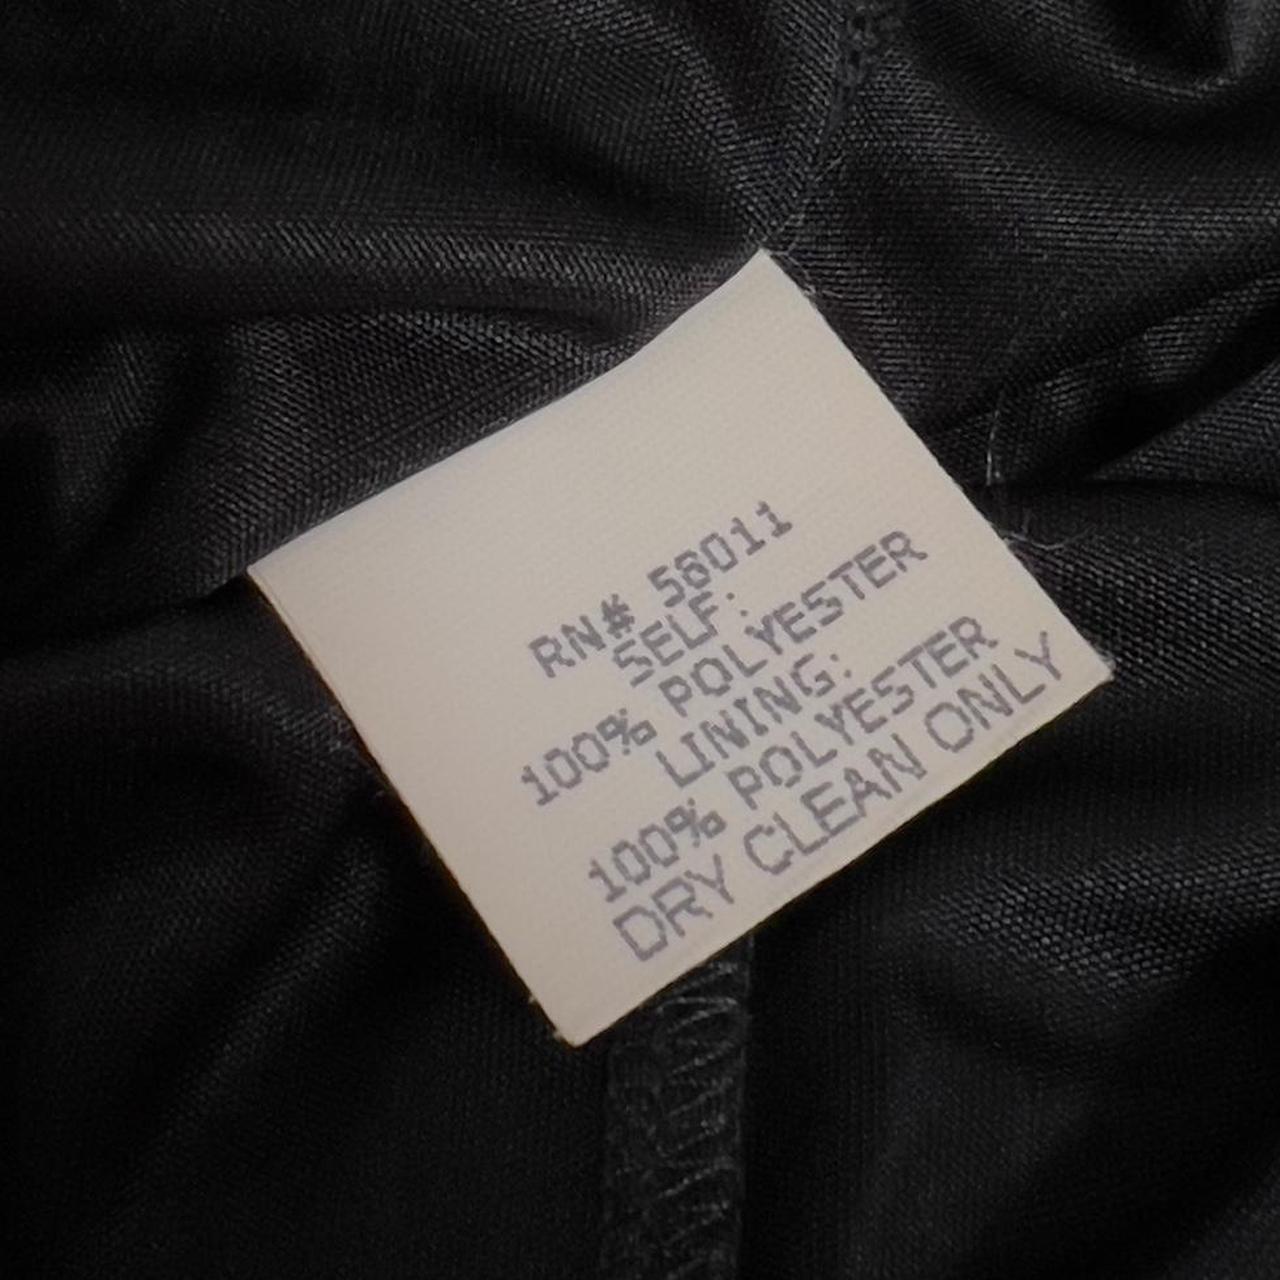 RN# 58011
SELF:
100% POLYESTER
LINING:
100% POLYESTER
DRY CLEAN ONLY